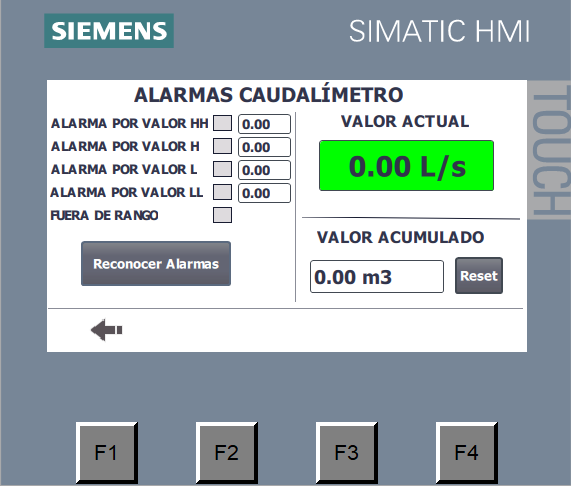 SIEMENS
SIMATIC HMI
TOUCH
ALARMAS CAUDALÍMETRO
ALARMA POR VALOR HH 0.00
ALARMA POR VALOR H 0.00
ALARMA POR VALOR L 0.00
ALARMA POR VALOR LL 0.00
FUERA DE RANGO
Reconocer Alarmas
VALOR ACTUAL
0.00 L/s
VALOR ACUMULADO
0.00 m3
Reset
F1
F2
F3
F4